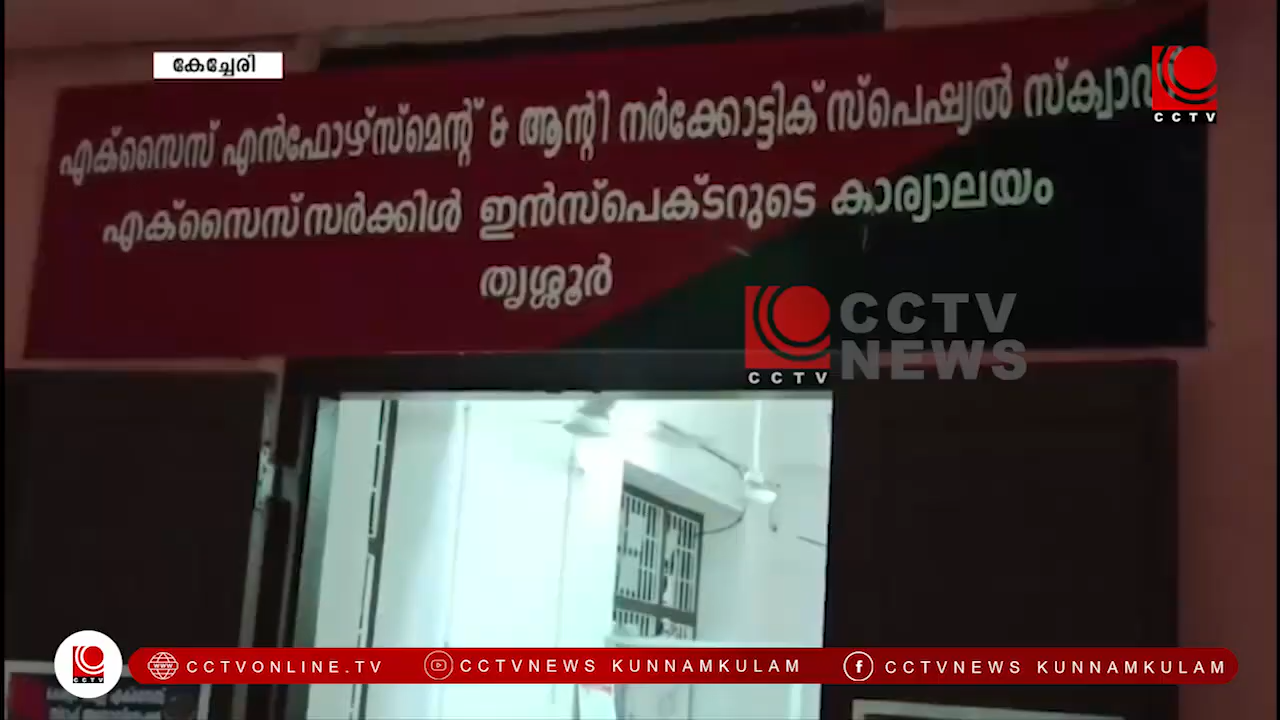 കേച്ചേരി
എക്സൈസ് എൻഫോഴ്സ്മെന്റ് & ആന്റി നർക്കോട്ടിക് സ്പെഷ്യൽ
എക്സൈസ് സർക്കിൾ ഇൻസ്പെക്ടറുടെ കാര്യാലയം
തൃശ്ശൂർ
CCTV
CCTV NEWS
CCTV
CCTV
CCTVONLINE.TV
CCTVNEWS KUNNAMKULAM
CCTVNEWS KUNNAMKULAM